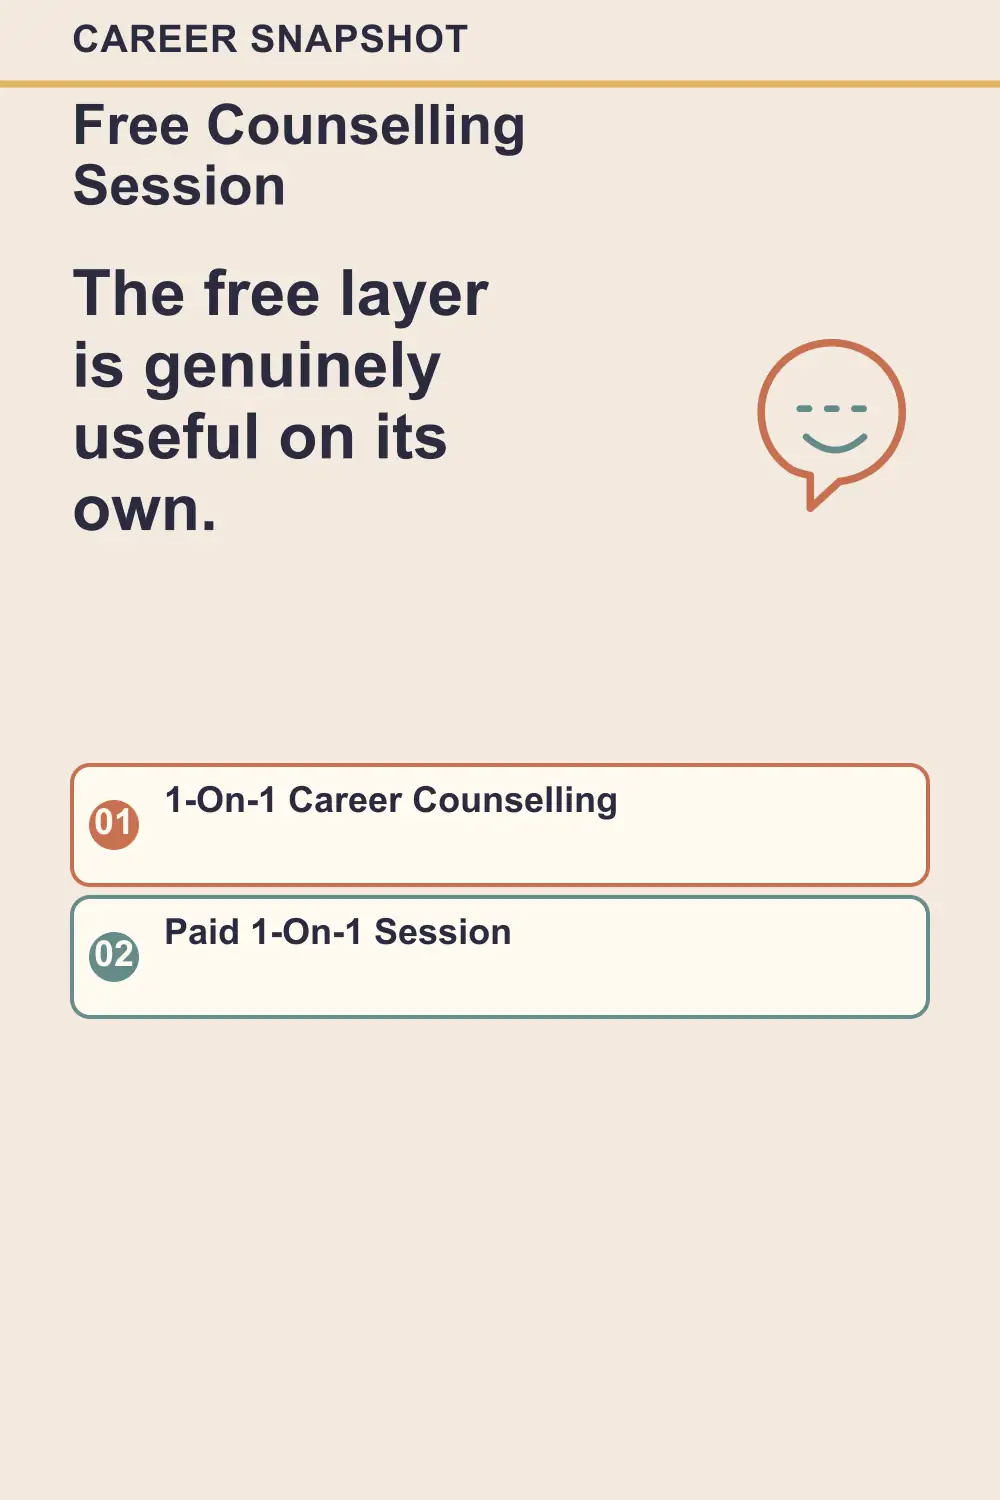 CAREER SNAPSHOT
Free Counselling
Session
The free layer
is genuinely
useful on its
own.
01
1-On-1 Career Counselling
02
Paid 1-On-1 Session